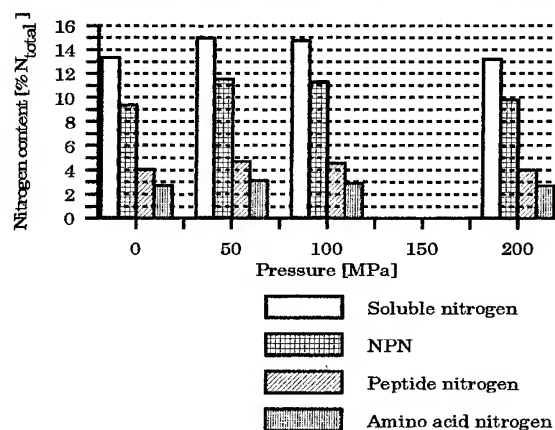 Nitrogen content [% Ntotal]
16
14
12
10
8
6
4
2
0
0 50 100 150 200
Pressure [MPa]
Soluble nitrogen
NPN
Peptide nitrogen
Amino acid nitrogen